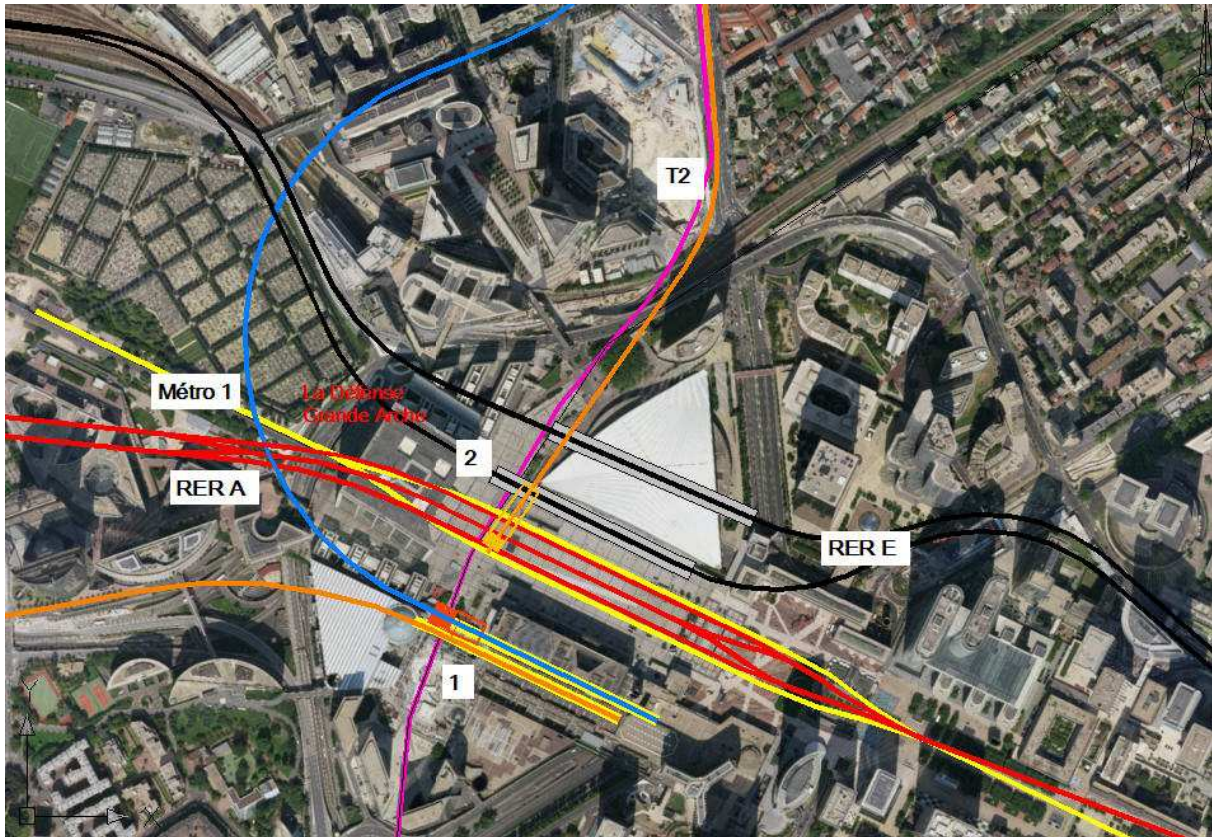 T2
Métro 1
La Défense
Grande Arche
2
RER A
RER E
1
Y
X